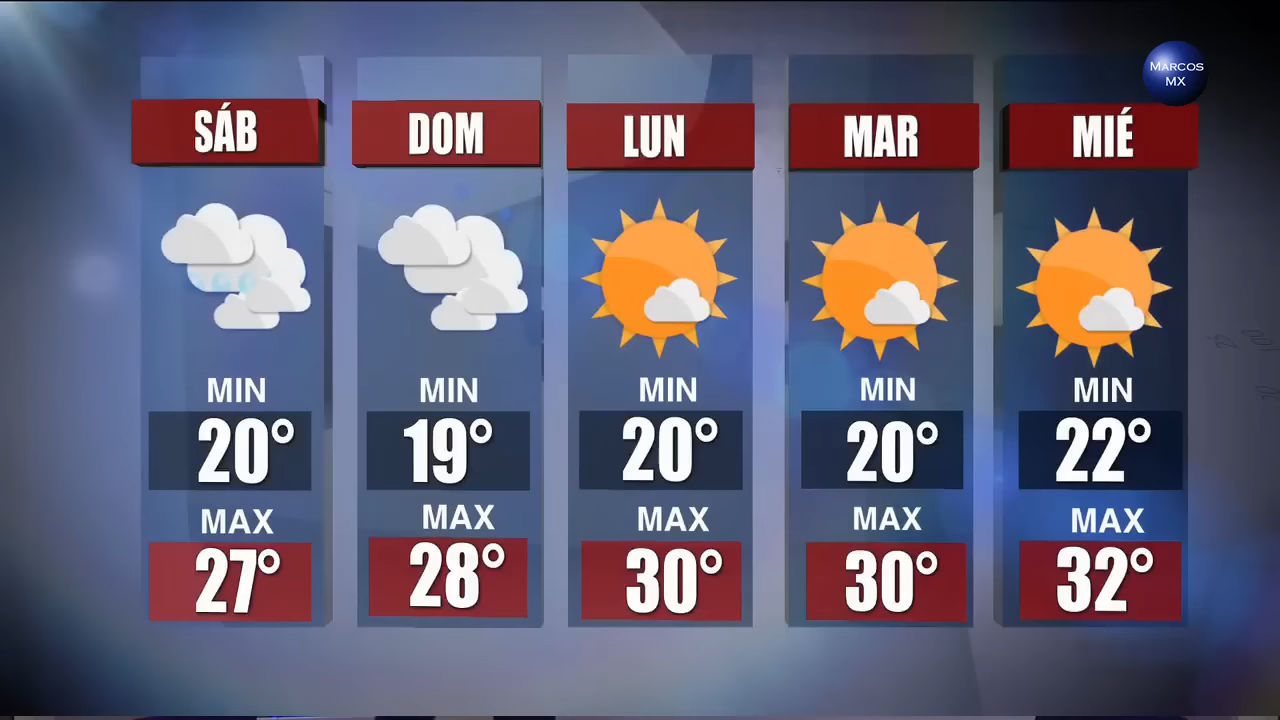 SÁB
DOM
LUN
MAR
MIÉ
MARCOS
MX
MIN
MIN
MIN
MIN
MIN
20°
19°
20°
20°
22°
MAX
MAX
MAX
MAX
MAX
27°
28°
30°
30°
32°